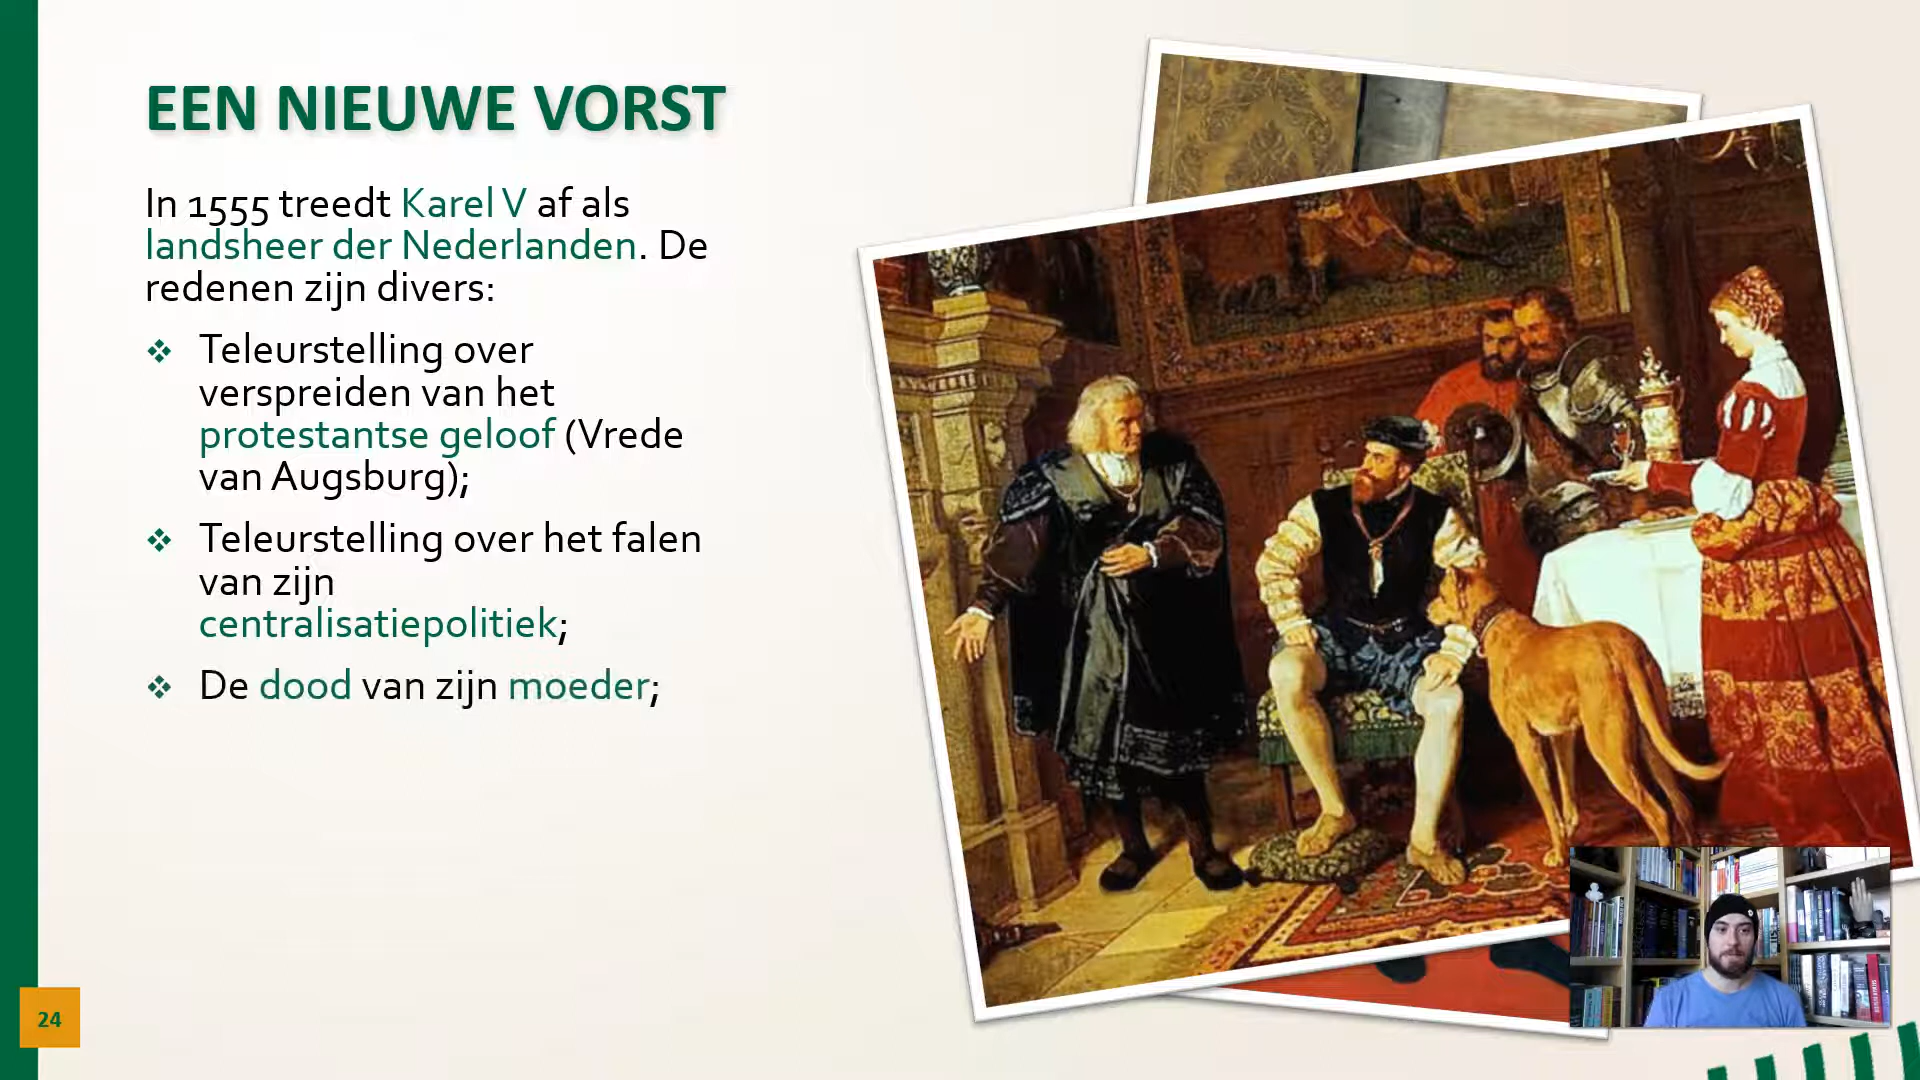 EEN NIEUWE VORST
In 1555 treedt Karel V af als
landsheer der Nederlanden. De
redenen zijn divers:
❖ Teleurstelling over
verspreiden van het
protestantse geloof (Vrede
van Augsburg);
❖ Teleurstelling over het falen
van zijn
centralisatiepolitiek;
❖ De dood van zijn moeder;
24